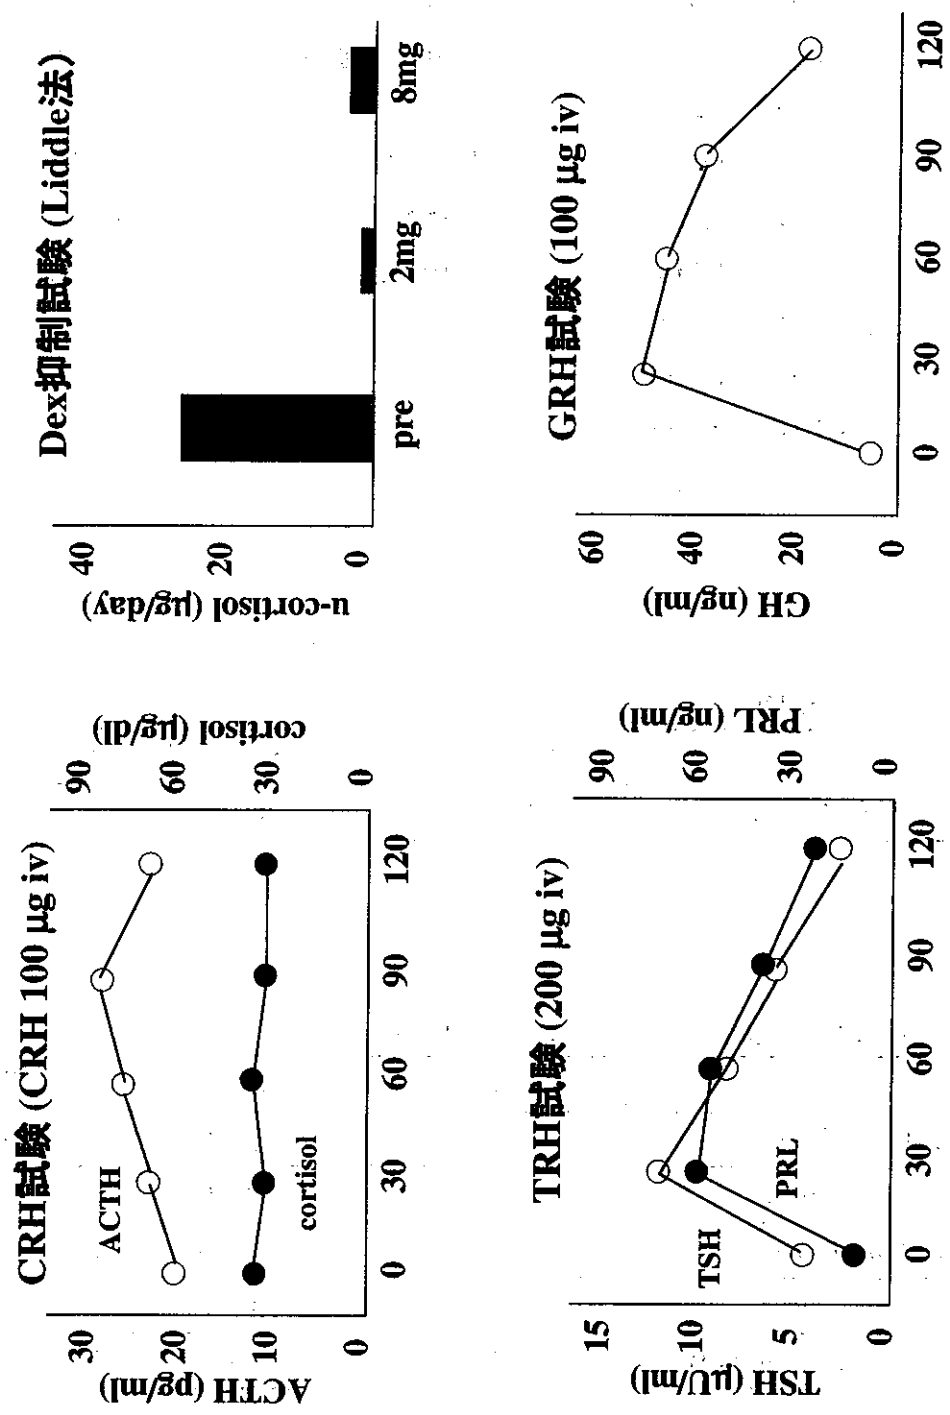 CRH試験 (CRH 100 μg iv)
ACTH (pg/ml)
30
20
10
0
cortisol (μg/dl)
90
60
30
0
ACTH
cortisol
0
30
60
90
120
Dex抑制試験 (Liddle法)
u-cortisol (μg/day)
40
20
0
pre
2mg
8mg
TRH試験 (200 μg iv)
TSH (μU/ml)
15
10
5
0
PRL (ng/ml)
90
60
30
0
TSH
PRL
0
30
60
90
120
GRH試験 (100 μg iv)
GH (ng/ml)
60
40
20
0
0
30
60
90
120